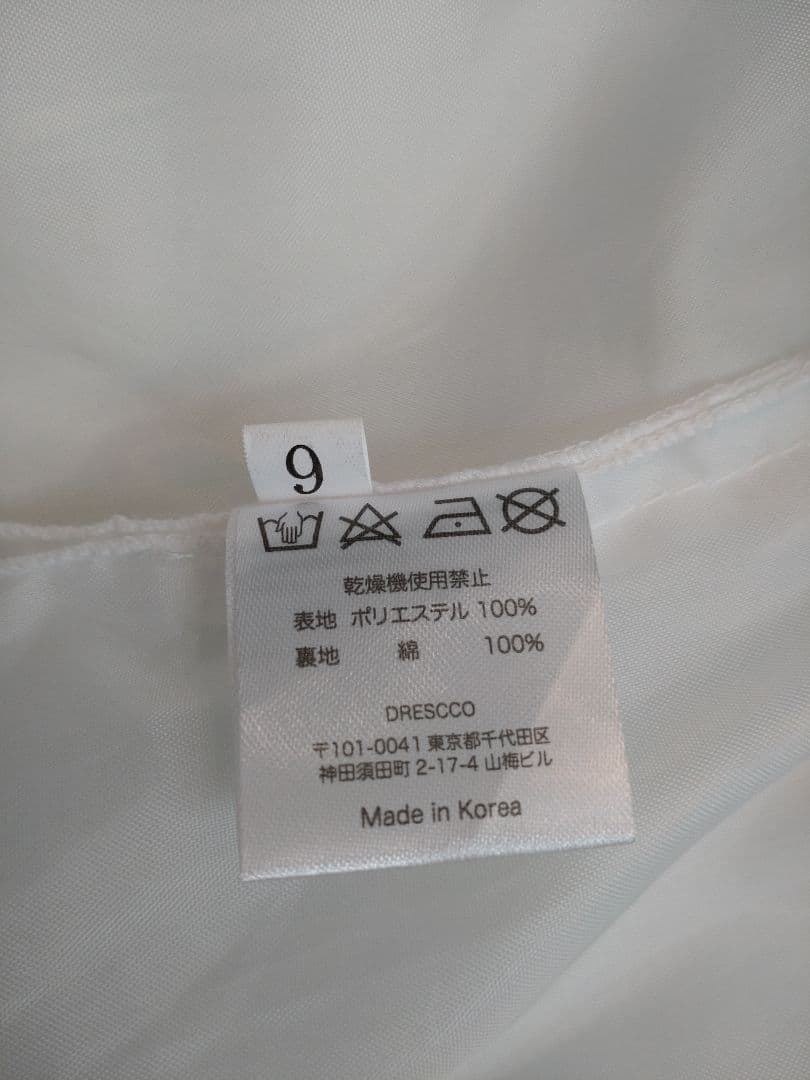 9
乾燥機使用禁止
表地 ポリエステル 100%
裏地 綿 100%
DRESCCO
〒101-0041 東京都千代田区
神田須田町 2-17-4 山梅ビル
Made in Korea